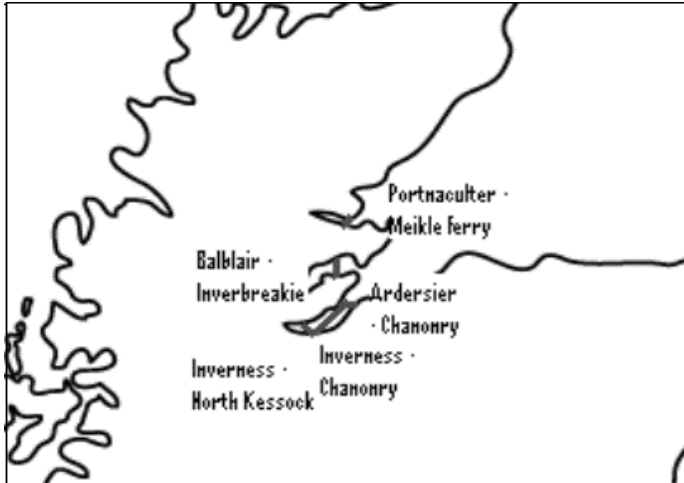 Portnaculter ·
Meikle Ferry
Balblair ·
Inverbreakie
Ardersier
· Chanonry
Inverness ·
Chanonry
Inverness ·
North Kessock